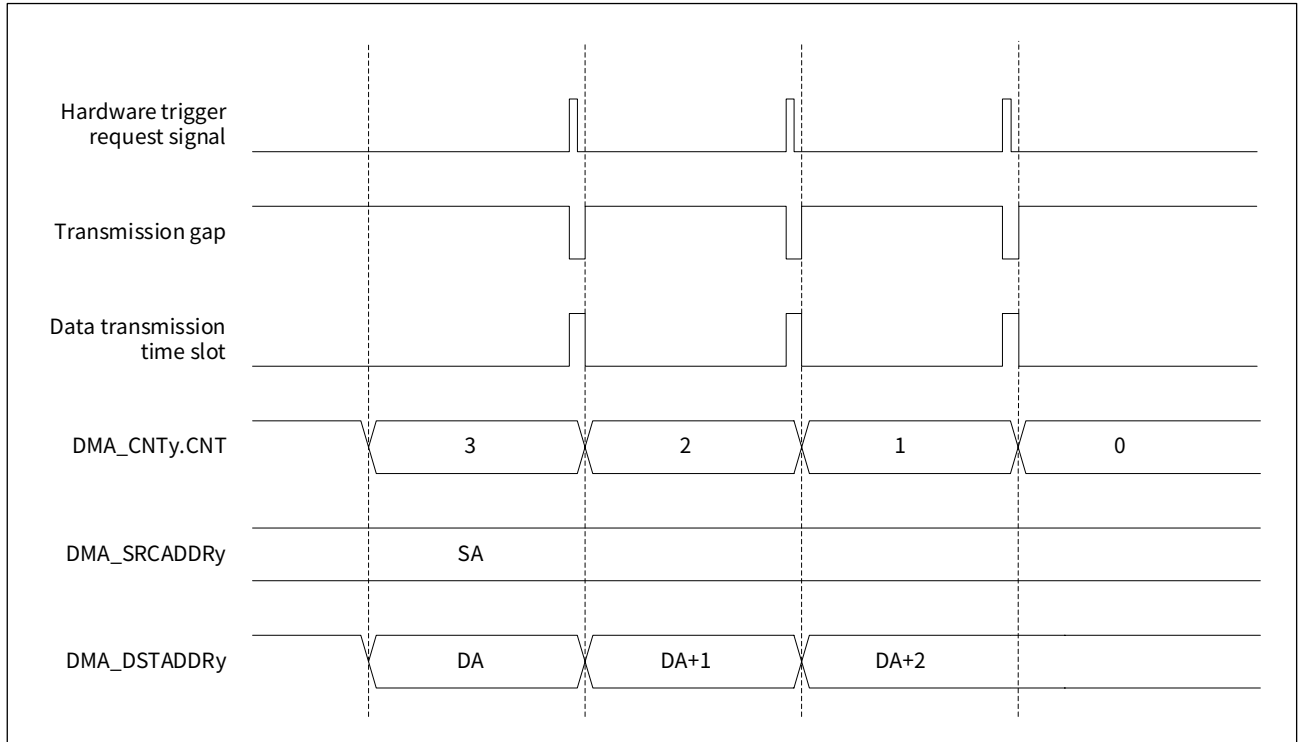 Hardware trigger
request signal
Transmission gap
Data transmission
time slot
DMA_CNTy.CNT
3
2
1
0
DMA_SRCADDRy
SA
DMA_DSTADDRy
DA
DA+1
DA+2